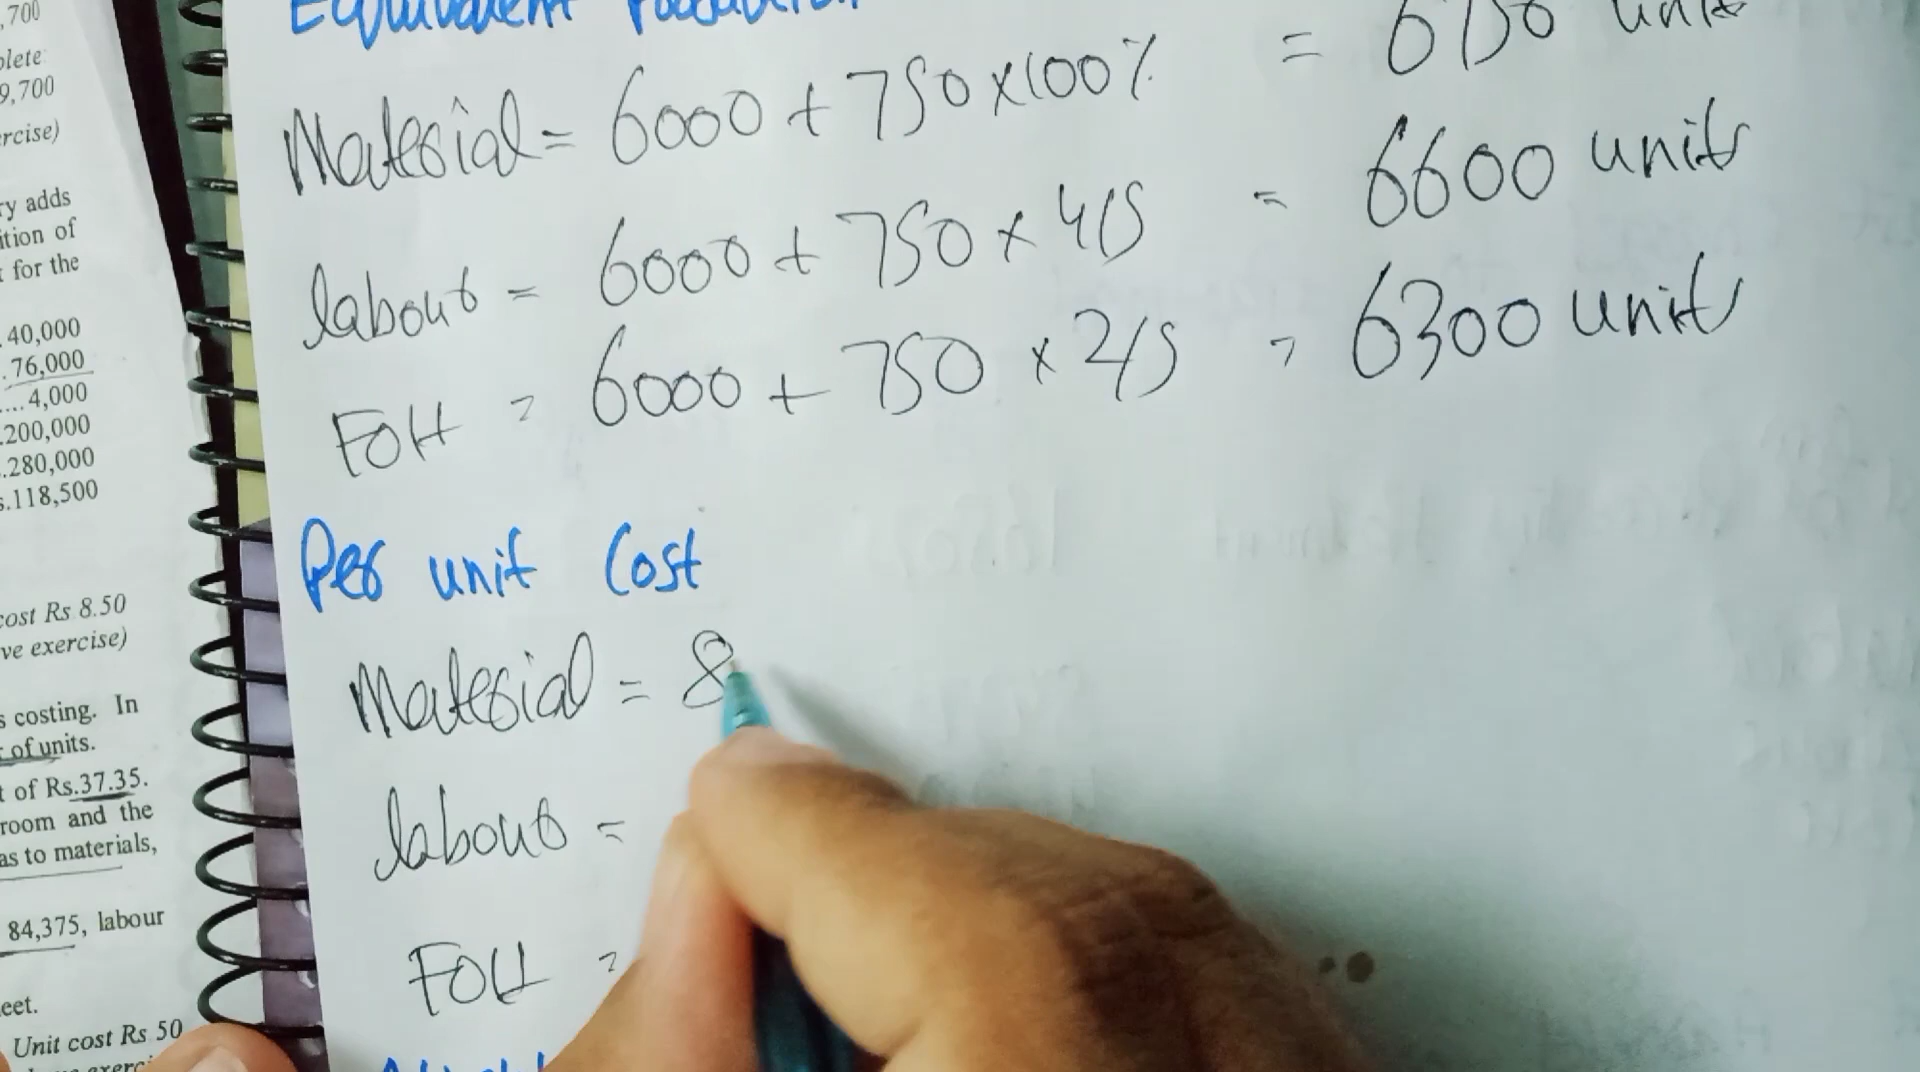 ,700
plete:
9,700
rcise)
ry adds
ition of
for the
40,000
76,000
....4,000
.200,000
.280,000
s.118,500
cost Rs 8.50
ve exercise)
s costing. In
of units.
t of Rs.37.35.
room and the
as to materials,
84,375, labour
eet.
Unit cost Rs 50
Equivalent Production
Material = 6000 + 750 x 100% = 6750 units
labour = 6000 + 750 x 4/5 = 6600 units
FOH = 6000 + 750 x 2/5 = 6300 units
Per unit Cost
Material = 8
labour =
FOH =